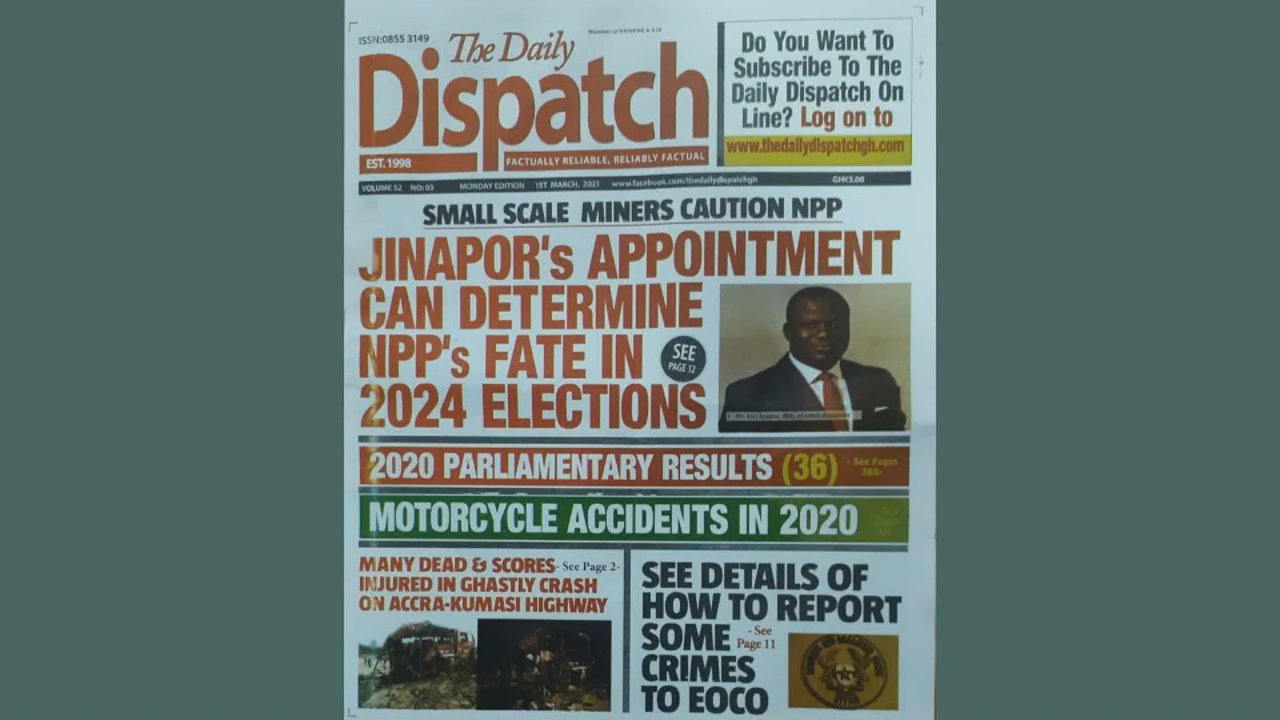 ISSN:0855 3149
The Daily
Dispatch
EST. 1998
FACTUALLY RELIABLE, RELIABLY FACTUAL
Do You Want To
Subscribe To The
Daily Dispatch On
Line? Log on to
www.thedailydispatchgh.com
VOLUME 52 NO: 03 MONDAY EDITION 1ST MARCH, 2021 www.facebook.com/thedailydispatchgh GH¢3.00
SMALL SCALE MINERS CAUTION NPP
JINAPOR's APPOINTMENT
CAN DETERMINE
NPP's FATE IN
2024 ELECTIONS
SEE
PAGE 12
2020 PARLIAMENTARY RESULTS (36)
- See Pages
3&6-
MOTORCYCLE ACCIDENTS IN 2020
MANY DEAD & SCORES - See Page 2-
INJURED IN GHASTLY CRASH
ON ACCRA-KUMASI HIGHWAY
SEE DETAILS OF
HOW TO REPORT
SOME
- See
Page 11
CRIMES
TO EOCO